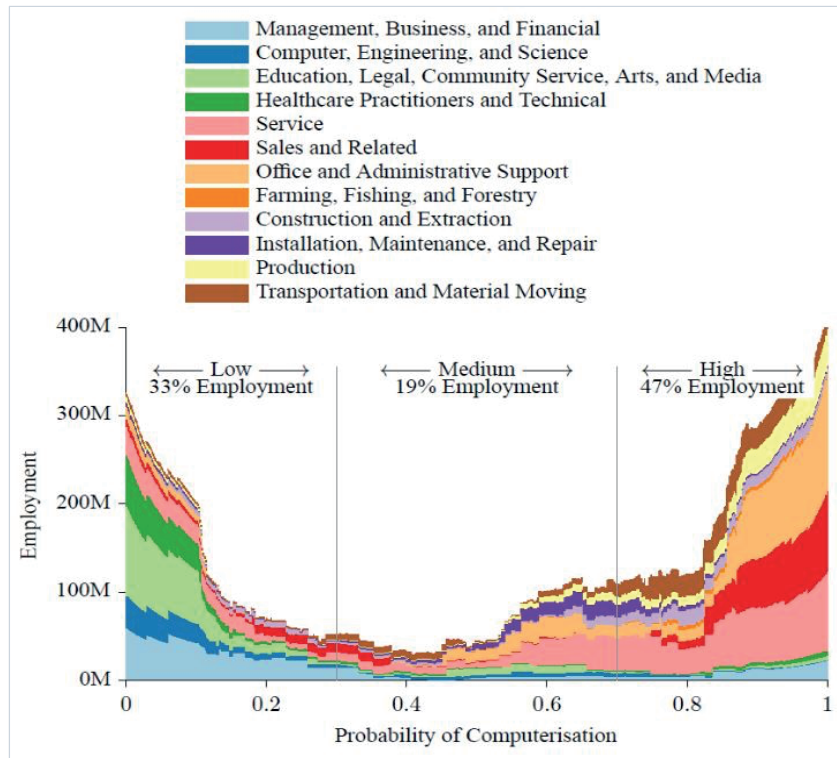 Management, Business, and Financial
Computer, Engineering, and Science
Education, Legal, Community Service, Arts, and Media
Healthcare Practitioners and Technical
Service
Sales and Related
Office and Administrative Support
Farming, Fishing, and Forestry
Construction and Extraction
Installation, Maintenance, and Repair
Production
Transportation and Material Moving
400M
Low
Medium
High
33% Employment
19% Employment
47% Employment
300M
200M
100M
0M
Employment
0
0.2
0.4
0.6
0.8
1
Probability of Computerisation